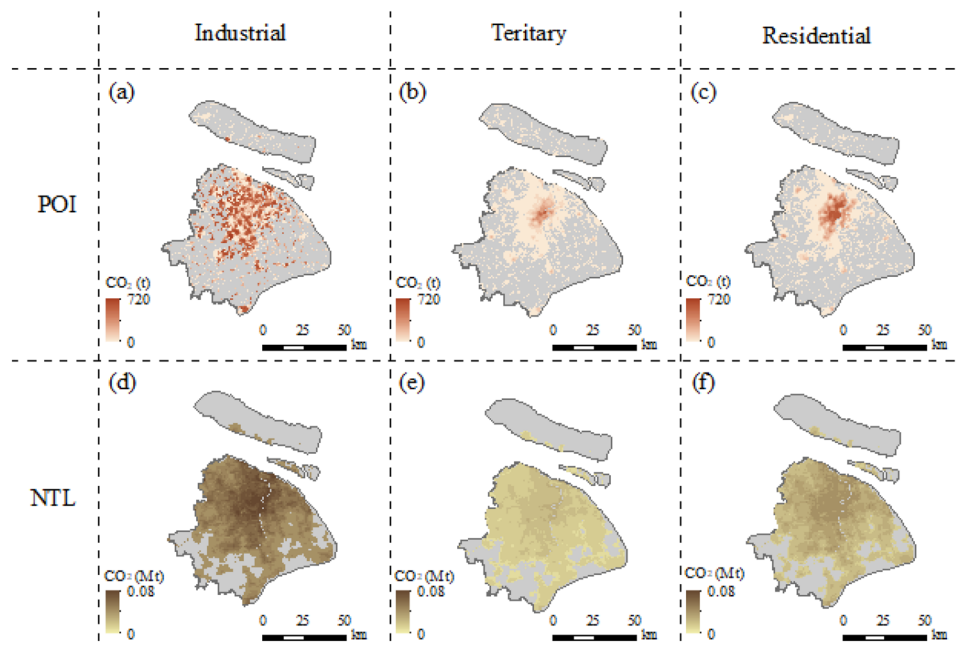 Industrial
Teritary
Residential
POI
(a)
CO₂ (t)
720
0
0 25 50
km
(b)
CO₂ (t)
720
0
0 25 50
km
(c)
CO₂ (t)
720
0
0 25 50
km
NTL
(d)
CO₂ (Mt)
0.08
0
0 25 50
km
(e)
CO₂ (Mt)
0.08
0
0 25 50
km
(f)
CO₂ (Mt)
0.08
0
0 25 50
km